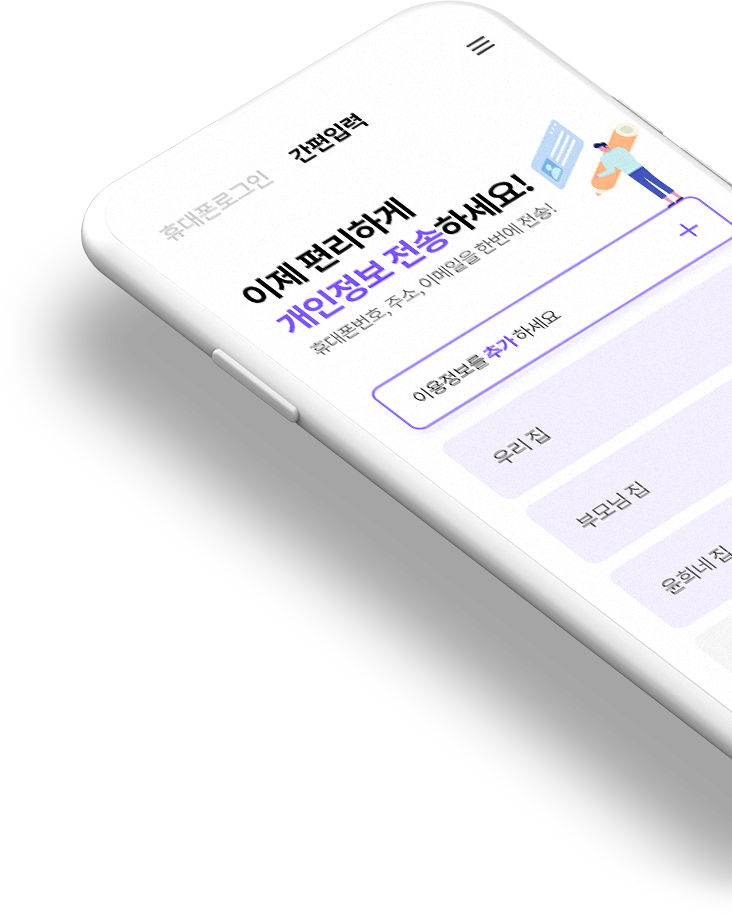 휴대폰로그인 간편입력
이제 편리하게
개인정보 전송하세요!
휴대폰번호, 주소, 이메일을 한번에 전송!
이용정보를 추가하세요
우리 집
부모님 집
윤희네 집